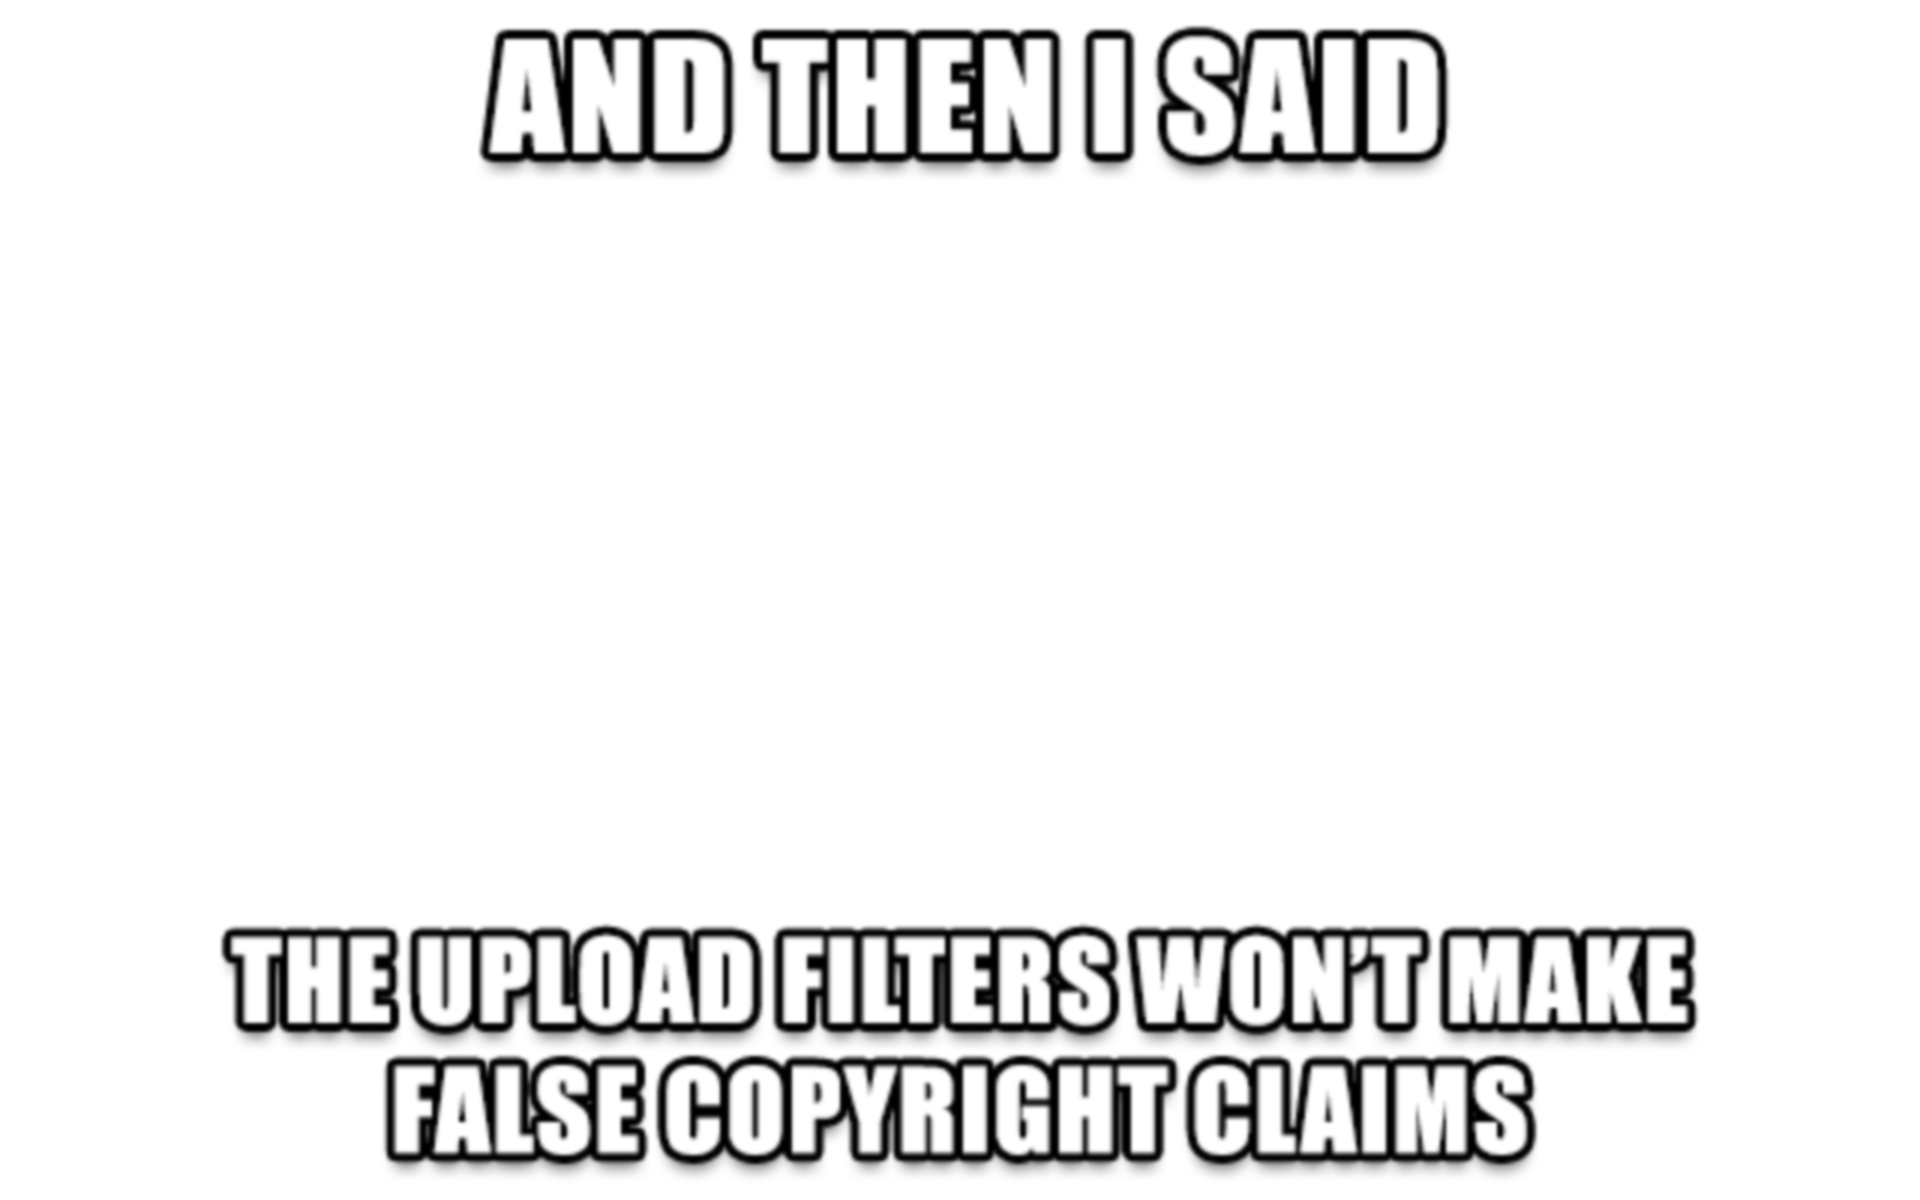 AND THEN I SAID
THE UPLOAD FILTERS WON’T MAKE
FALSE COPYRIGHT CLAIMS